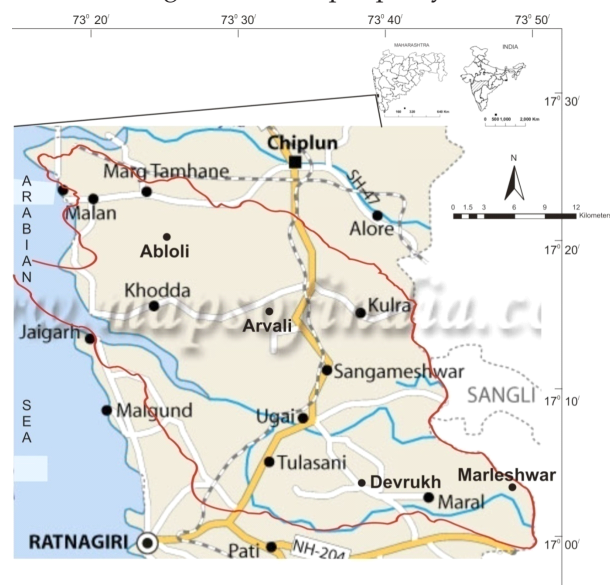 73° 20'
73° 30'
73° 40'
73° 50'
MAHARASHTRA
INDIA
17° 30'
Chiplun
N
Marg Tamhane
SH-47
ARABIAN
Malan
Alore
0 1.5 3 6 9 12
Kilometers
Abloli
17° 20'
Khodda
Kulra
Arvali
Jaigarh
Sangameshwar
SANGLI
17° 10'
SEA
Malgund
Ugai
Tulasani
Devrukh
Marleshwar
Maral
RATNAGIRI
17° 00'
Pati
NH-204